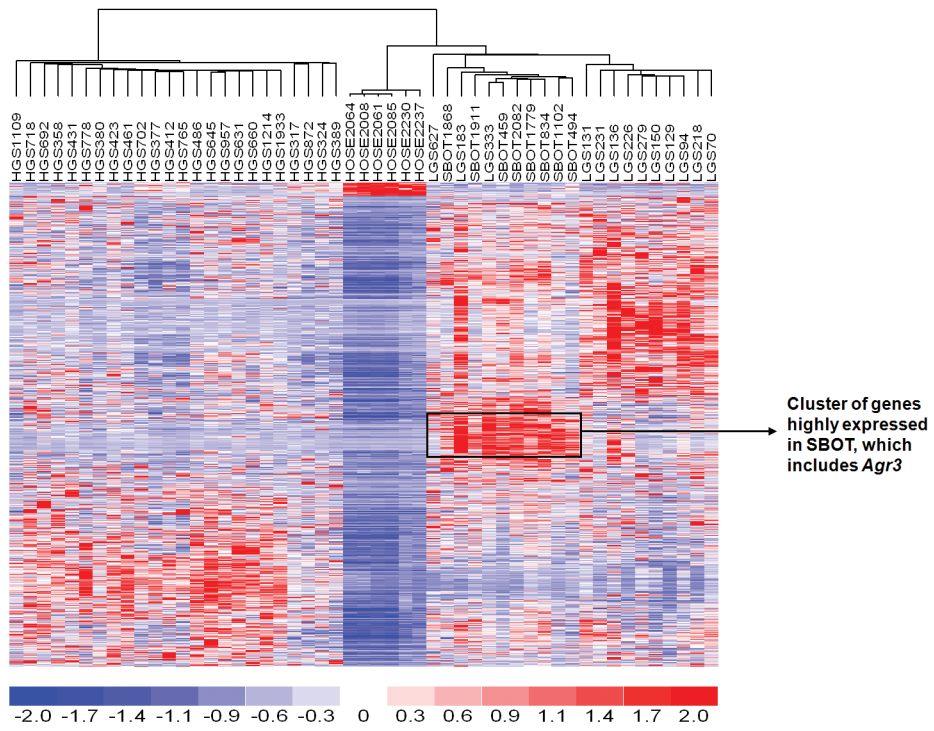 HGS1109
HGS718
HGS692
HGS358
HGS431
HGS778
HGS380
HGS423
HGS461
HGS702
HGS377
HGS412
HGS765
HGS486
HGS645
HGS957
HGS631
HGS660
HGS1214
HGS1933
HGS317
HGS872
HGS324
HGS389
HOSE2064
HOSE2008
HOSE2061
HOSE2085
HOSE2230
HOSE2237
LGS627
SBOT1868
LGS183
SBOT1911
LGS333
SBOT459
SBOT2082
SBOT1779
SBOT834
SBOT1102
SBOT494
LGS131
LGS231
LGS136
LGS226
LGS279
LGS150
LGS129
LGS94
LGS218
LGS70
Cluster of genes
highly expressed
in SBOT, which
includes Agr3
-2.0 -1.7 -1.4 -1.1 -0.9 -0.6 -0.3 0 0.3 0.6 0.9 1.1 1.4 1.7 2.0